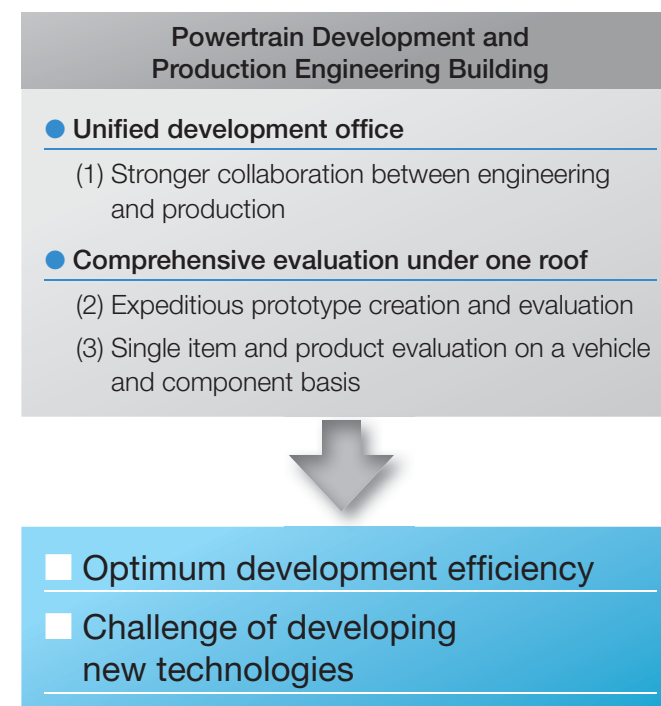 Powertrain Development and
Production Engineering Building
Unified development office
(1) Stronger collaboration between engineering
and production
Comprehensive evaluation under one roof
(2) Expeditious prototype creation and evaluation
(3) Single item and product evaluation on a vehicle
and component basis
Optimum development efficiency
Challenge of developing
new technologies